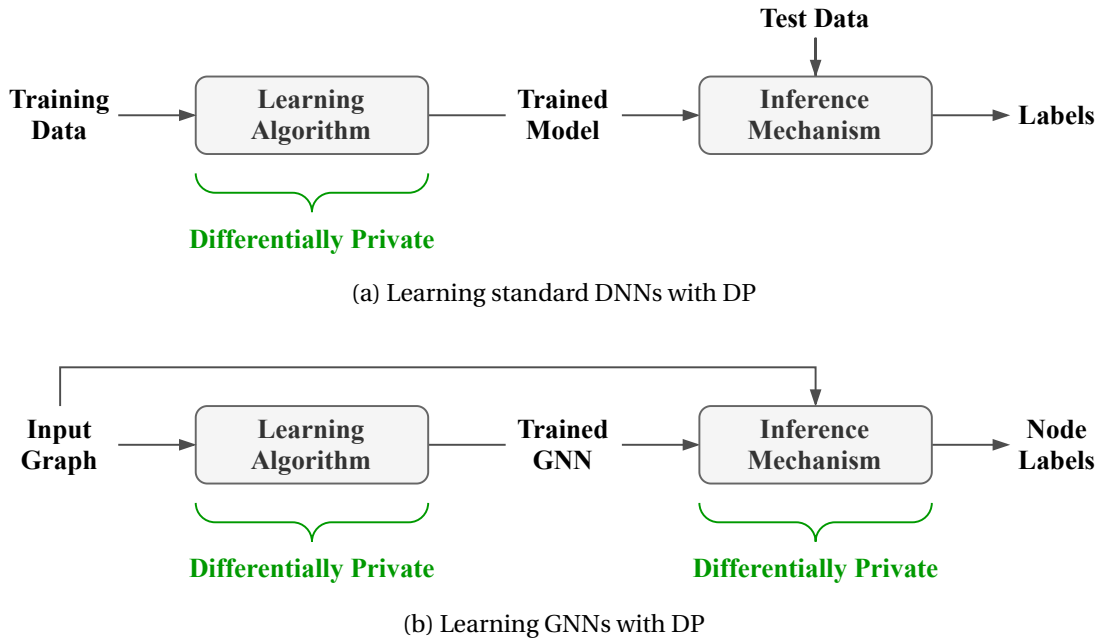 Test Data
Training
Data
Learning
Algorithm
Trained
Model
Inference
Mechanism
Labels
Differentially Private
(a) Learning standard DNNs with DP
Input
Graph
Learning
Algorithm
Trained
GNN
Inference
Mechanism
Node
Labels
Differentially Private
Differentially Private
(b) Learning GNNs with DP